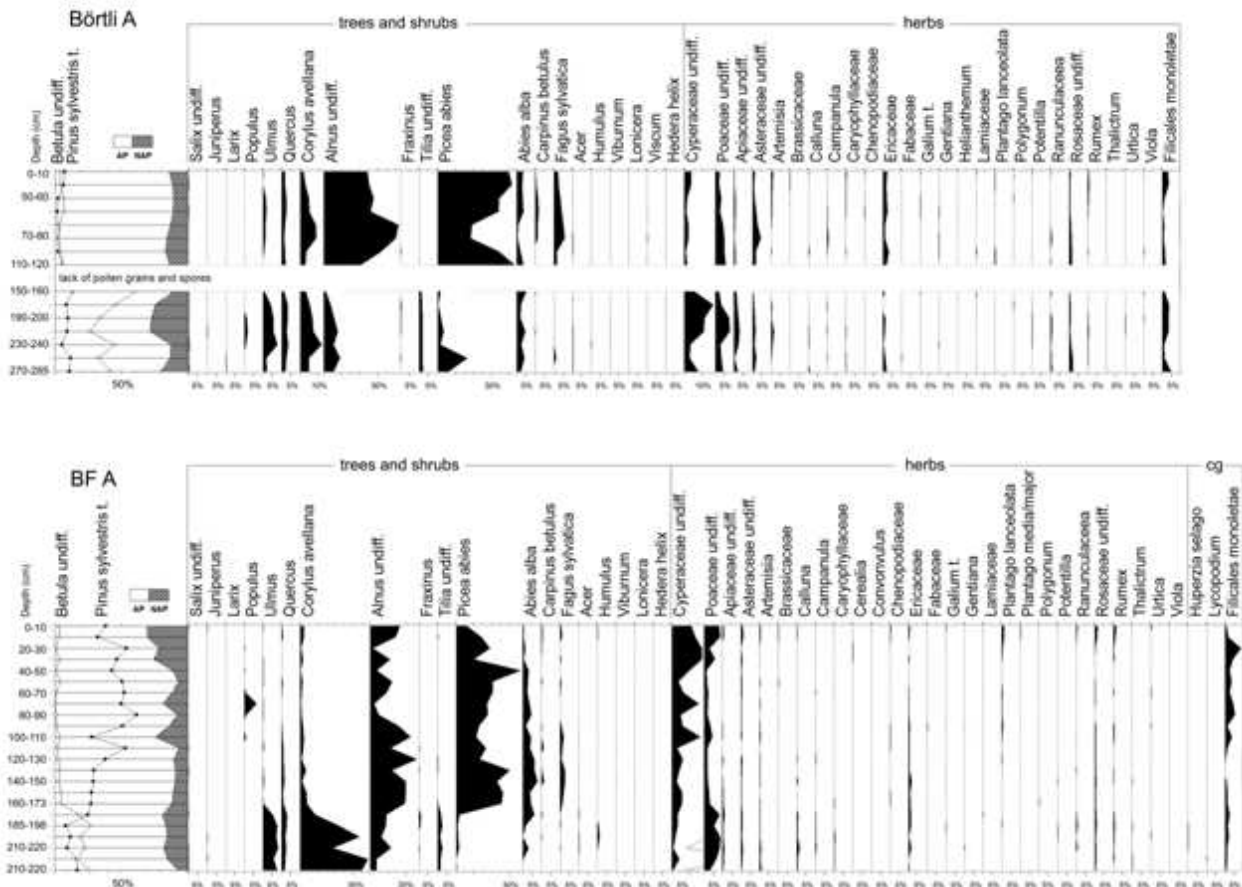 Börtli A
trees and shrubs
herbs
Depth (cm)
Betula undiff.
Pinus sylvestris t.
AP NAP
Salix undiff.
Juniperus
Larix
Populus
Ulmus
Quercus
Corylus avellana
Alnus undiff.
Fraxinus
Tilia undiff.
Picea abies
Abies alba
Carpinus betulus
Fagus sylvatica
Acer
Humulus
Viburnum
Lonicera
Viscum
Hedera helix
Cyperaceae undiff.
Poaceae undiff.
Apiaceae undiff.
Asteraceae undiff.
Artemisia
Brassicaceae
Calluna
Campanula
Caryophyllaceae
Chenopodiaceae
Ericaceae
Fabaceae
Galium t.
Gentiana
Helianthemum
Lamiaceae
Plantago lanceolata
Polygonum
Potentilla
Ranunculaceea
Rosaceae undiff.
Rumex
Thalictrum
Urtica
Viola
Filicales monoletae
0-10
50-60
70-80
110-120
lack of pollen grains and spores
150-160
190-200
230-240
270-285
50%
BF A
trees and shrubs
herbs
cg
Depth (cm)
Betula undiff.
Pinus sylvestris t.
AP NAP
Salix undiff.
Juniperus
Larix
Populus
Ulmus
Quercus
Corylus avellana
Alnus undiff.
Fraxinus
Tilia undiff.
Picea abies
Abies alba
Carpinus betulus
Fagus sylvatica
Acer
Humulus
Viburnum
Lonicera
Hedera helix
Cyperaceae undiff.
Poaceae undiff.
Apiaceae undiff.
Asteraceae undiff.
Artemisia
Brassicaceae
Calluna
Campanula
Caryophyllaceae
Cerealia
Convolvulus
Chenopodiaceae
Ericaceae
Fabaceae
Galium t.
Gentiana
Lamiaceae
Plantago lanceolata
Plantago media/major
Polygonum
Potentilla
Ranunculaceea
Rosaceae undiff.
Rumex
Thalictrum
Urtica
Viola
Huperzia selago
Lycopodium
Filicales monoletae
0-10
20-30
40-50
60-70
80-90
100-110
120-130
140-150
160-173
185-198
210-220
210-220
50%